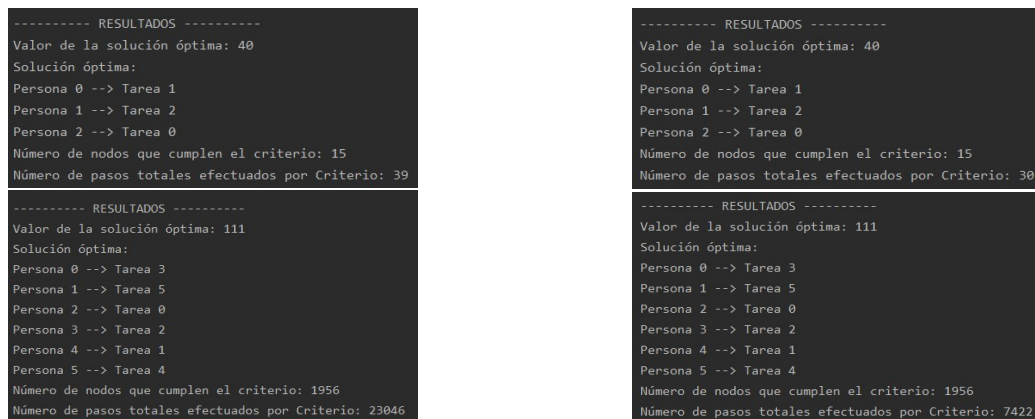 ---------- RESULTADOS ----------
Valor de la solución óptima: 40
Solución óptima:
Persona 0 --> Tarea 1
Persona 1 --> Tarea 2
Persona 2 --> Tarea 0
Número de nodos que cumplen el criterio: 15
Número de pasos totales efectuados por Criterio: 39
---------- RESULTADOS ----------
Valor de la solución óptima: 111
Solución óptima:
Persona 0 --> Tarea 3
Persona 1 --> Tarea 5
Persona 2 --> Tarea 0
Persona 3 --> Tarea 2
Persona 4 --> Tarea 1
Persona 5 --> Tarea 4
Número de nodos que cumplen el criterio: 1956
Número de pasos totales efectuados por Criterio: 23046
---------- RESULTADOS ----------
Valor de la solución óptima: 40
Solución óptima:
Persona 0 --> Tarea 1
Persona 1 --> Tarea 2
Persona 2 --> Tarea 0
Número de nodos que cumplen el criterio: 15
Número de pasos totales efectuados por Criterio: 30
---------- RESULTADOS ----------
Valor de la solución óptima: 111
Solución óptima:
Persona 0 --> Tarea 3
Persona 1 --> Tarea 5
Persona 2 --> Tarea 0
Persona 3 --> Tarea 2
Persona 4 --> Tarea 1
Persona 5 --> Tarea 4
Número de nodos que cumplen el criterio: 1956
Número de pasos totales efectuados por Criterio: 7422